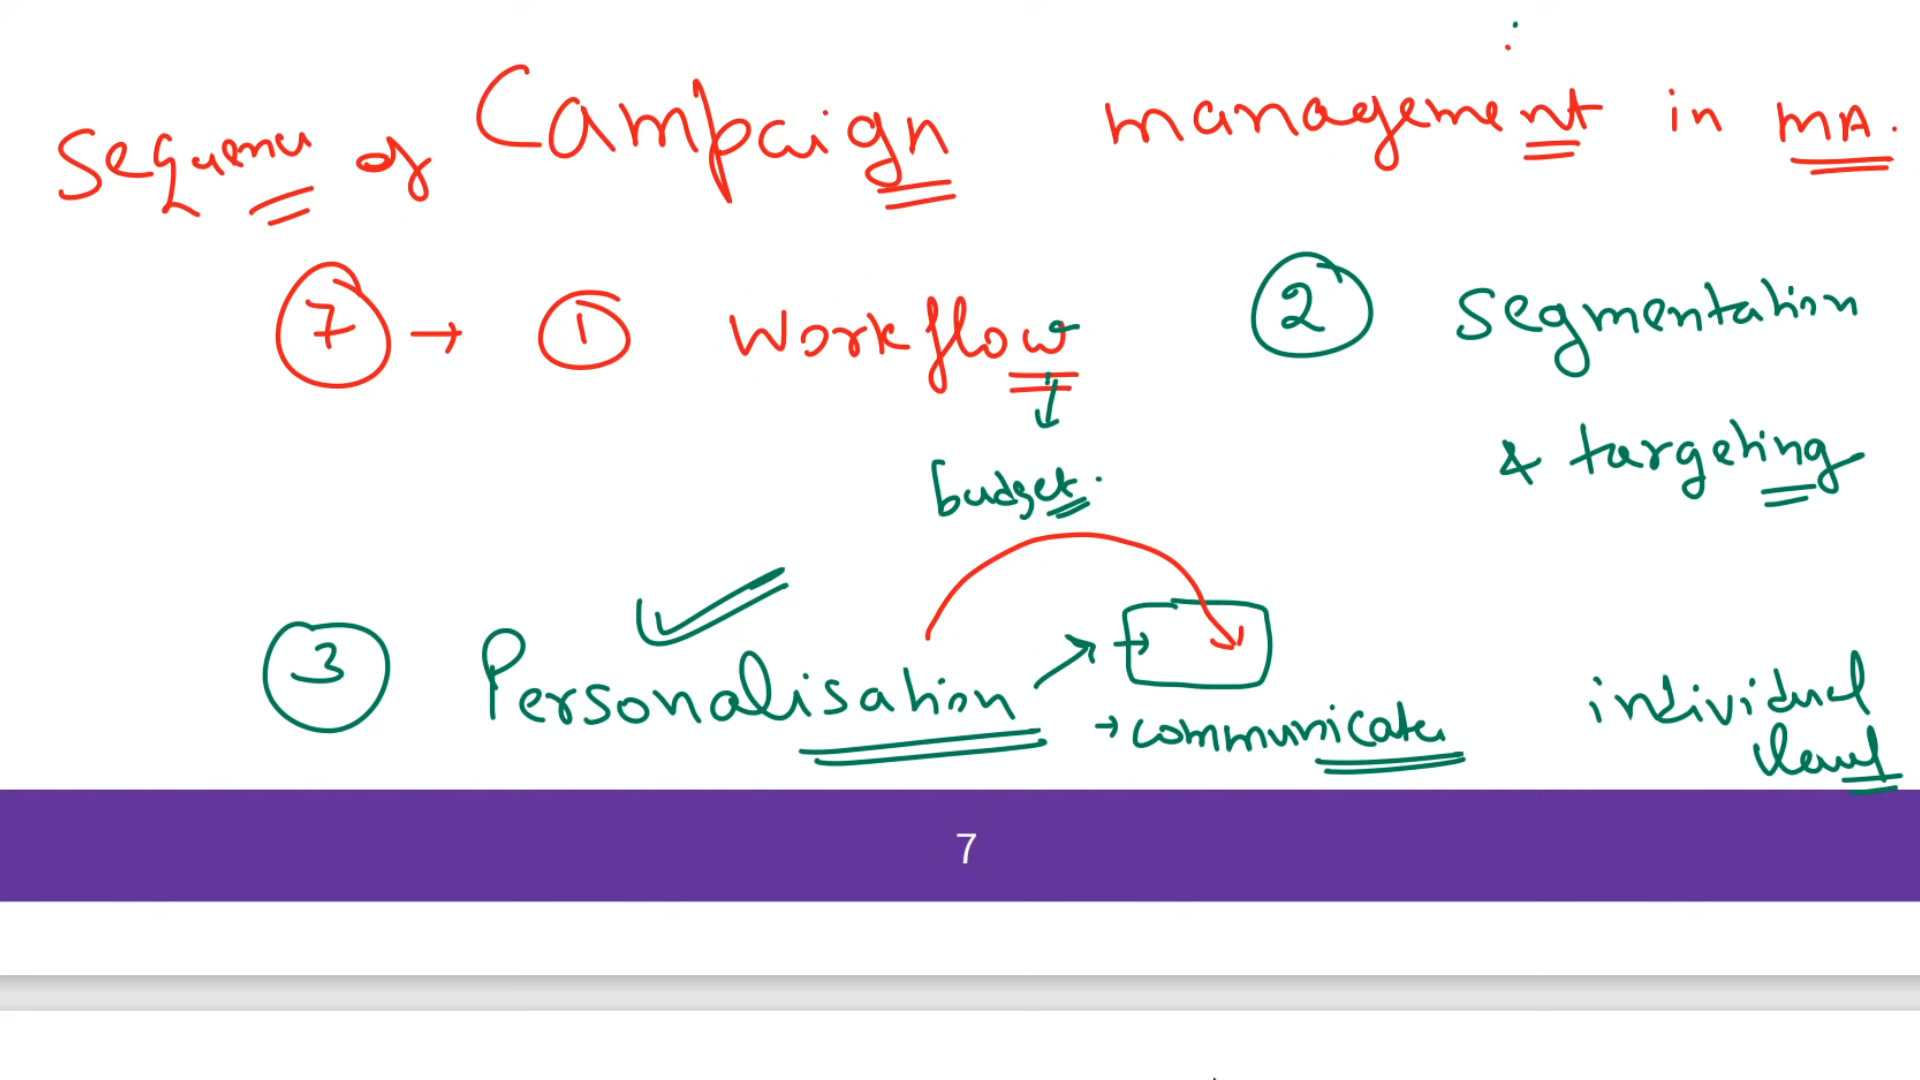 Sequence of Campaign management in MA.
7 → 1 Workflow 2 Segmentation
& targeting
budget.
3 Personalisation
→ communicate individual
level
7